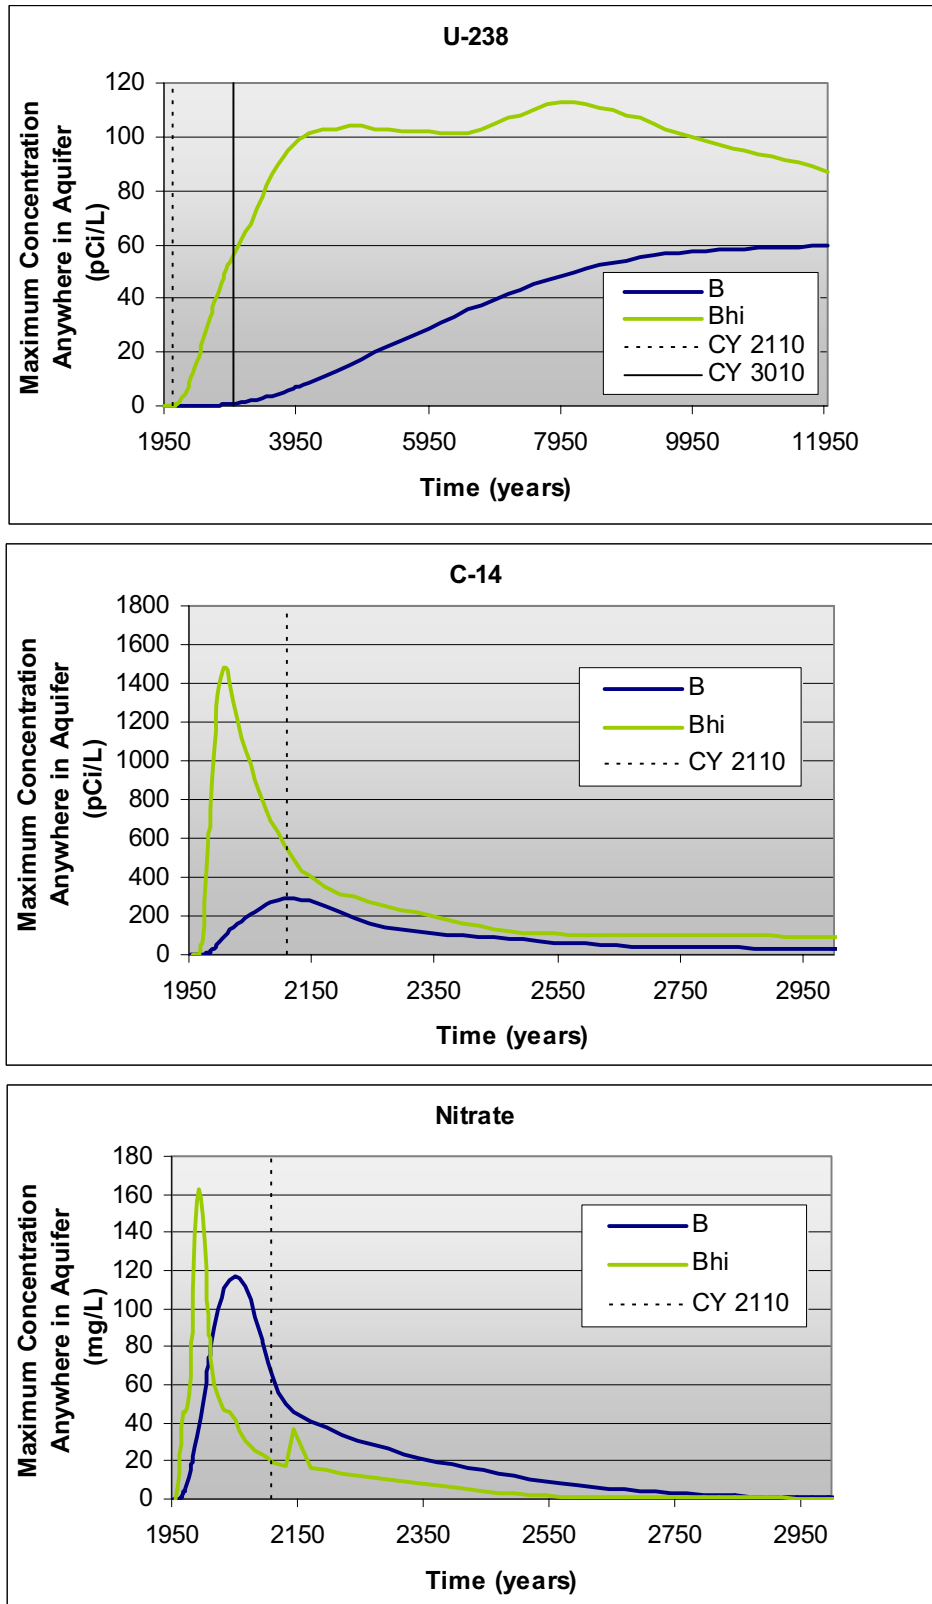 U-238
Maximum Concentration
Anywhere in Aquifer
(pCi/L)
120
100
80
60
40
20
0
B
Bhi
CY 2110
CY 3010
1950 3950 5950 7950 9950 11950
Time (years)
C-14
Maximum Concentration
Anywhere in Aquifer
(pCi/L)
1800
1600
1400
1200
1000
800
600
400
200
0
B
Bhi
CY 2110
1950 2150 2350 2550 2750 2950
Time (years)
Nitrate
Maximum Concentration
Anywhere in Aquifer
(mg/L)
180
160
140
120
100
80
60
40
20
0
B
Bhi
CY 2110
1950 2150 2350 2550 2750 2950
Time (years)